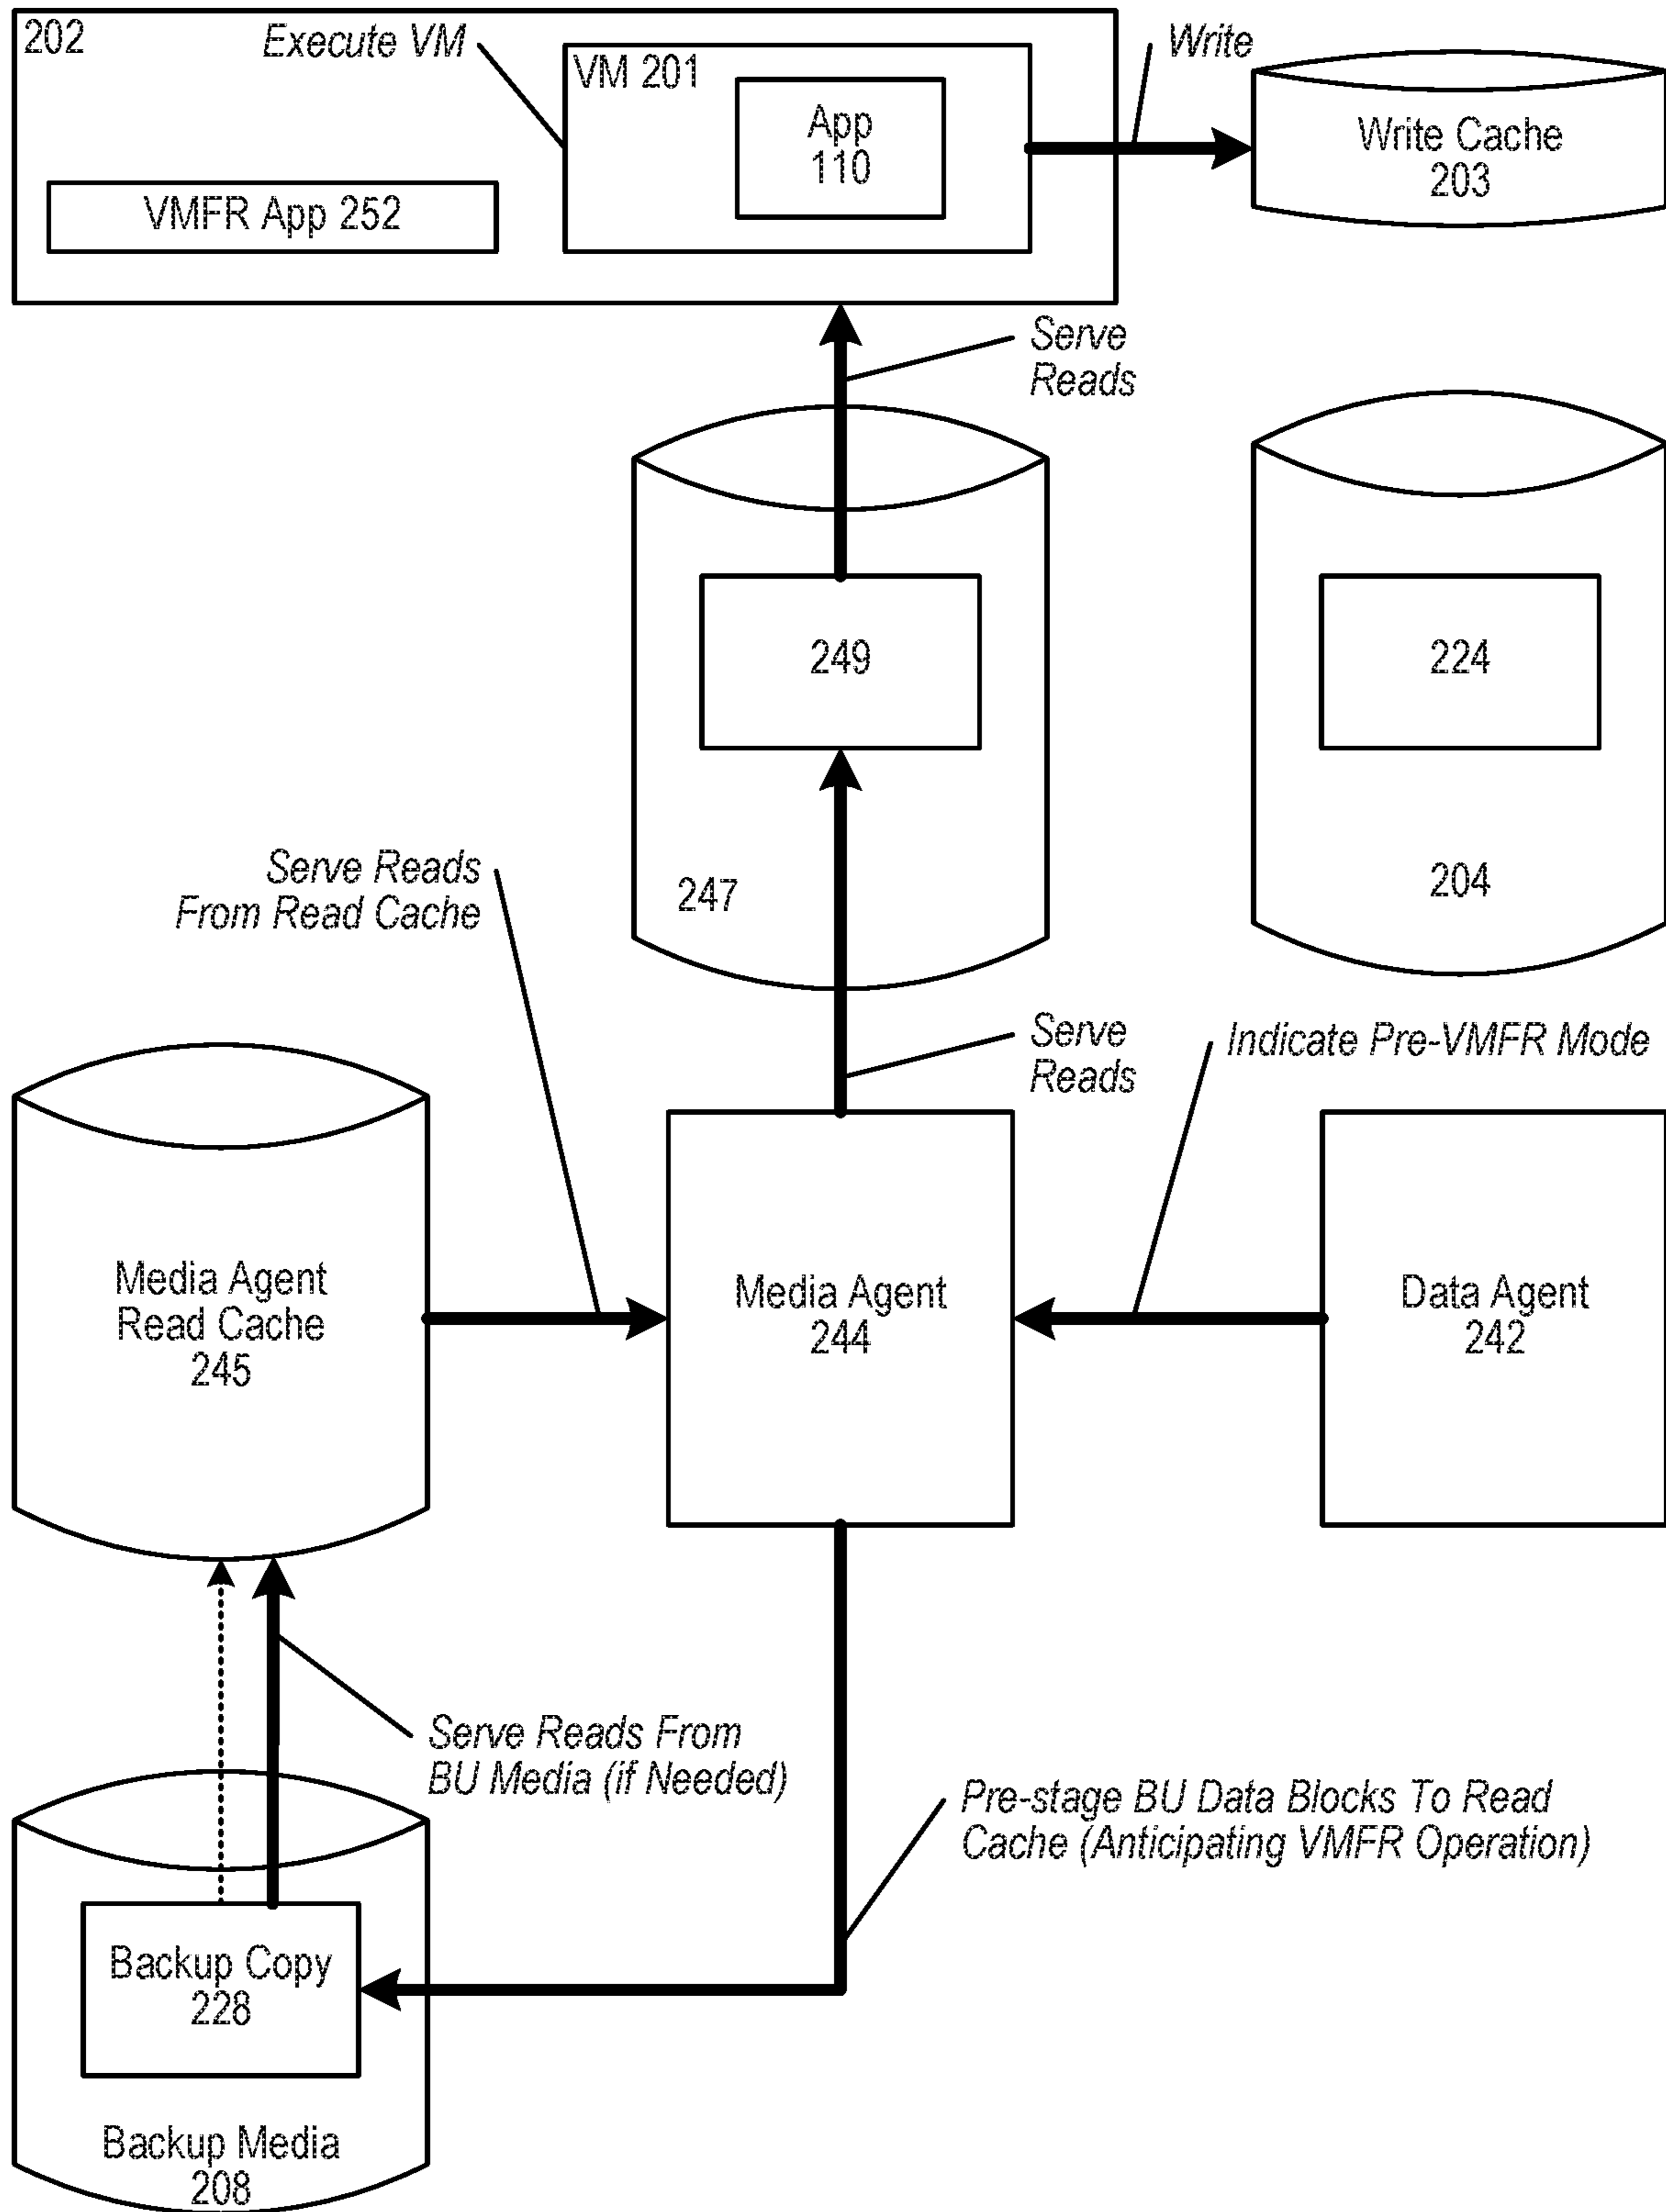 202
Execute VM
VM 201
App
110
VMFR App 252
Write
Write Cache
203
Serve
Reads
249
224
247
204
Serve Reads
From Read Cache
Serve
Reads
Indicate Pre-VMFR Mode
Media Agent
Read Cache
245
Media Agent
244
Data Agent
242
Serve Reads From
BU Media (if Needed)
Pre-stage BU Data Blocks To Read
Cache (Anticipating VMFR Operation)
Backup Copy
228
Backup Media
208